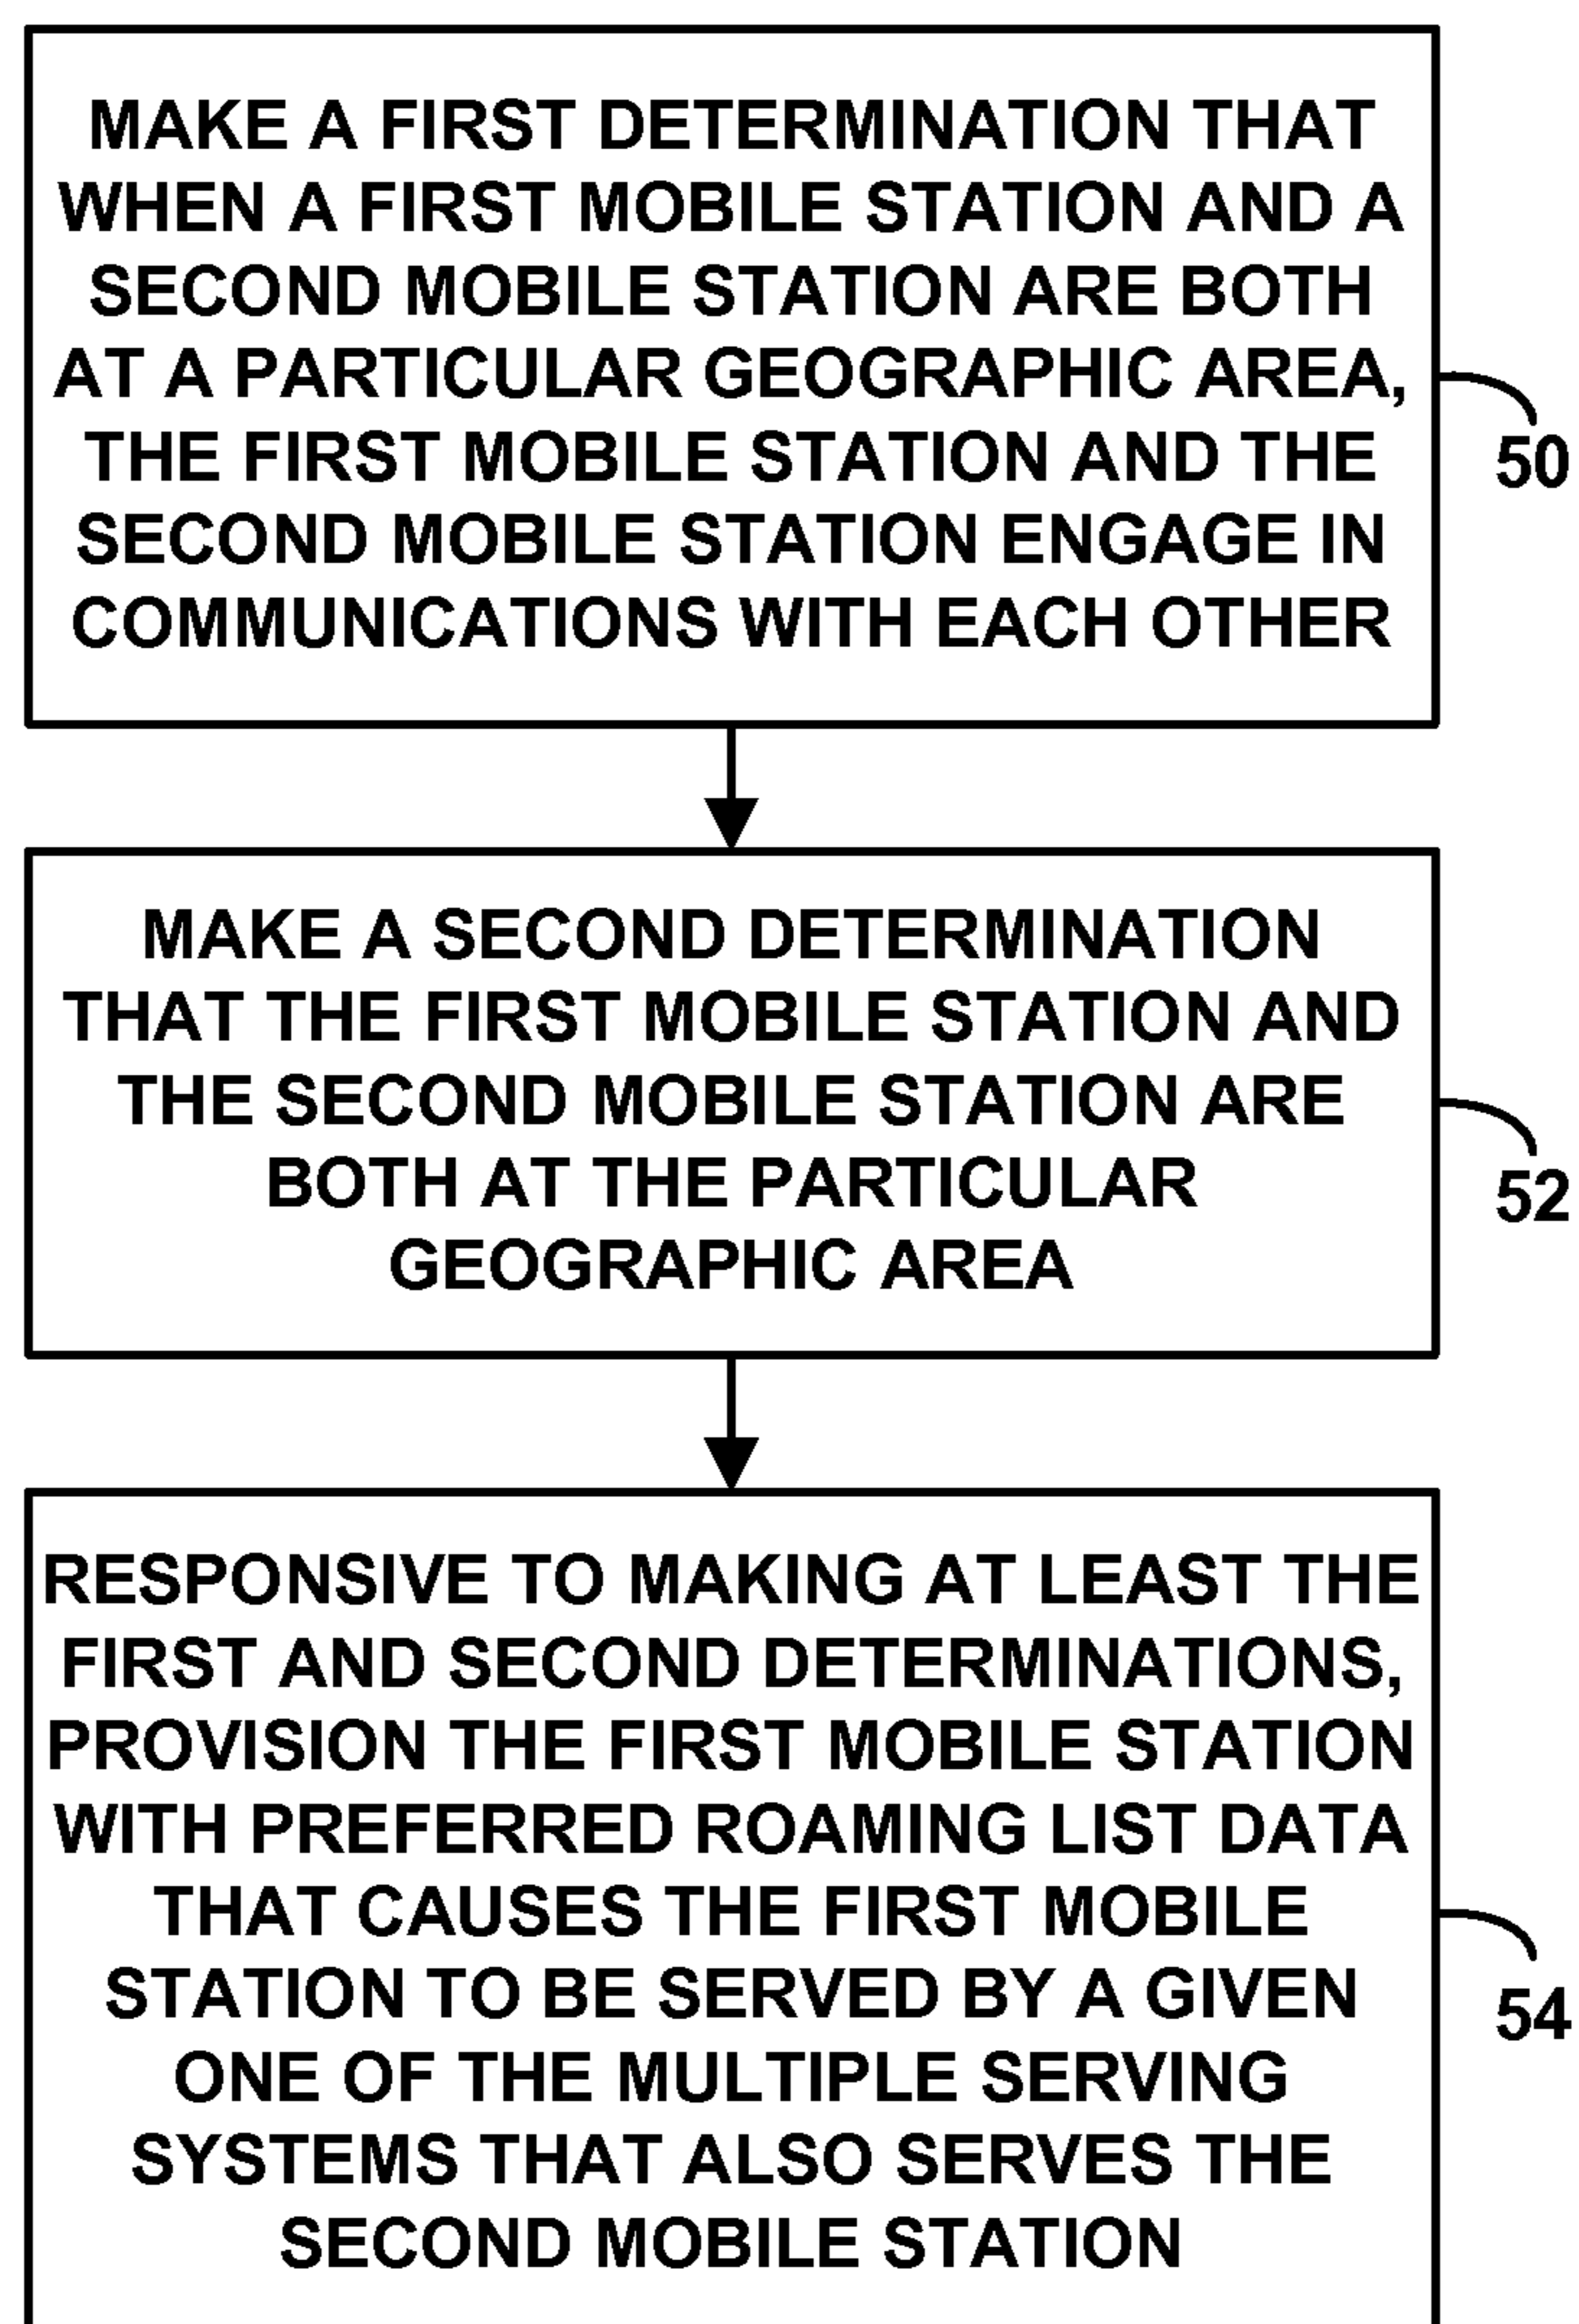 MAKE A FIRST DETERMINATION THAT
WHEN A FIRST MOBILE STATION AND A
SECOND MOBILE STATION ARE BOTH
AT A PARTICULAR GEOGRAPHIC AREA,
THE FIRST MOBILE STATION AND THE
SECOND MOBILE STATION ENGAGE IN
COMMUNICATIONS WITH EACH OTHER
50
MAKE A SECOND DETERMINATION
THAT THE FIRST MOBILE STATION AND
THE SECOND MOBILE STATION ARE
BOTH AT THE PARTICULAR
GEOGRAPHIC AREA
52
RESPONSIVE TO MAKING AT LEAST THE
FIRST AND SECOND DETERMINATIONS,
PROVISION THE FIRST MOBILE STATION
WITH PREFERRED ROAMING LIST DATA
THAT CAUSES THE FIRST MOBILE
STATION TO BE SERVED BY A GIVEN
ONE OF THE MULTIPLE SERVING
SYSTEMS THAT ALSO SERVES THE
SECOND MOBILE STATION
54